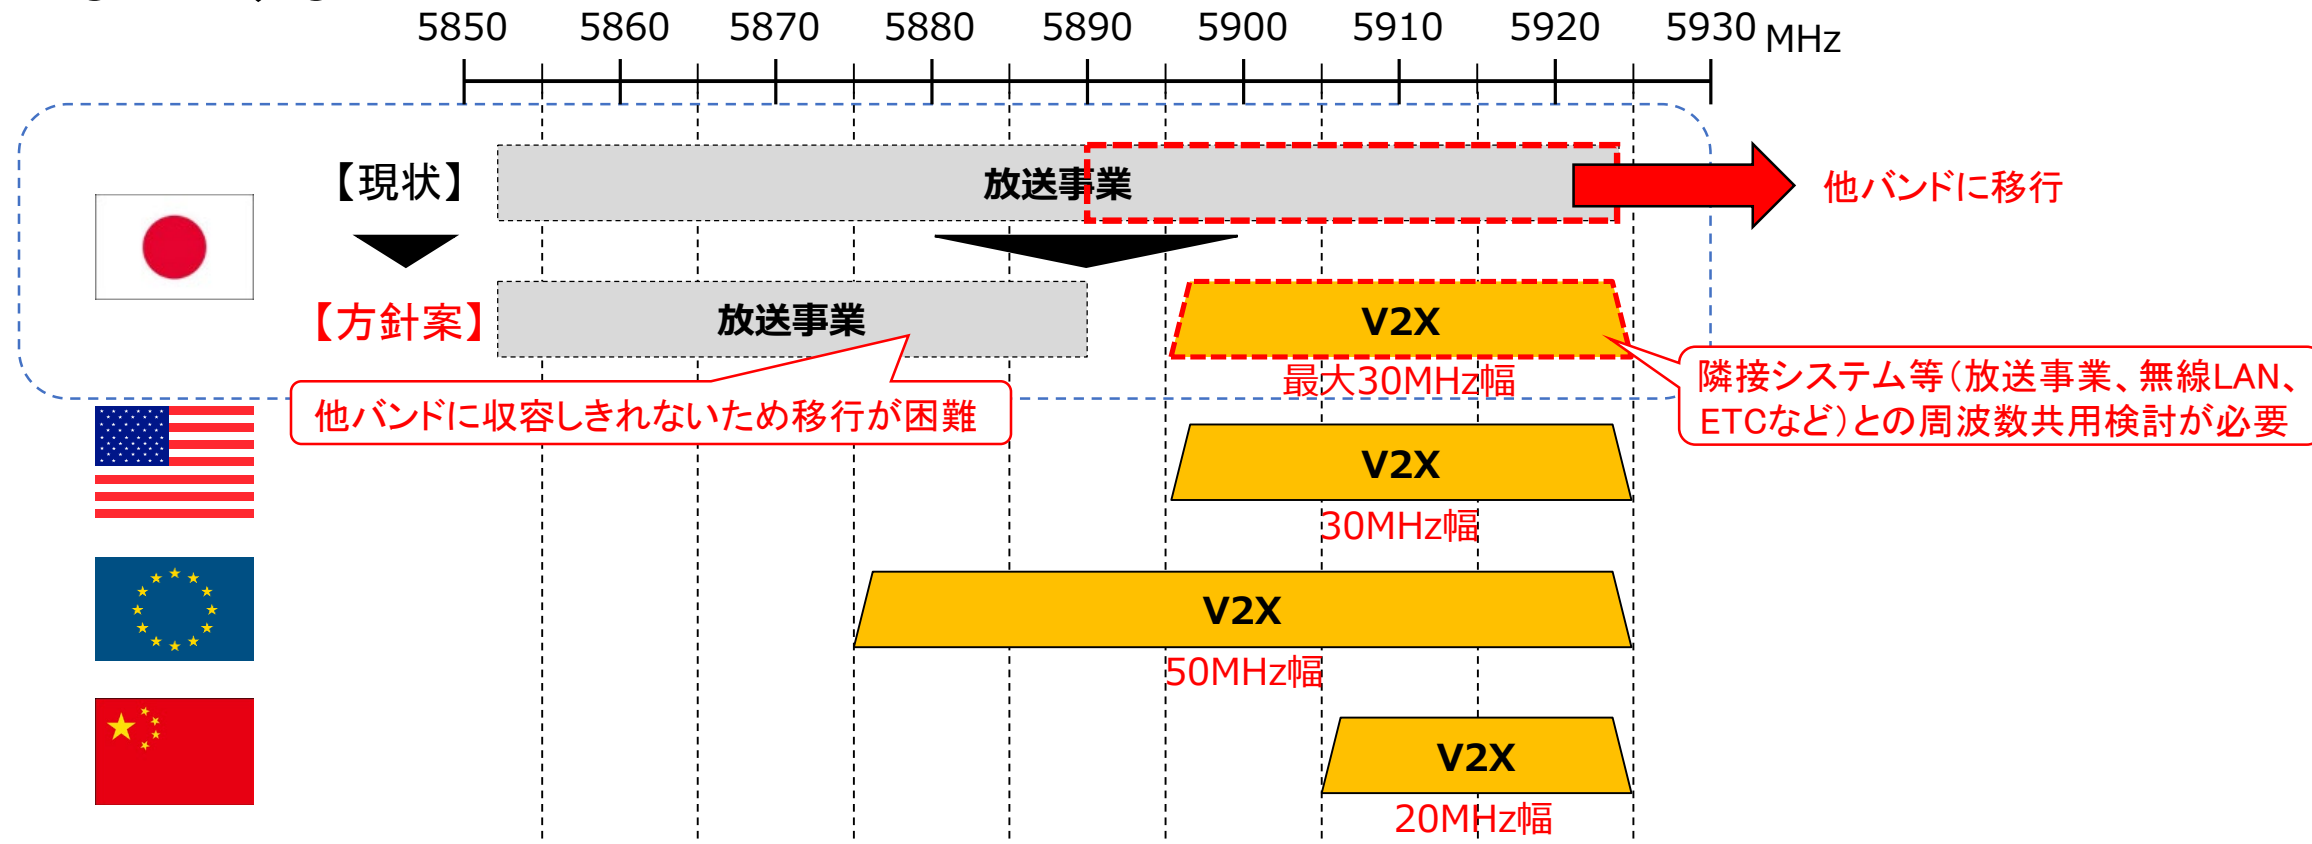 5850 5860 5870 5880 5890 5900 5910 5920 5930 MHz
【現状】
放送事業
他バンドに移行
【方針案】
放送事業
V2X
最大30MHz幅
他バンドに収容しきれないため移行が困難
隣接システム等(放送事業、無線LAN、
ETCなど)との周波数共用検討が必要
V2X
30MHz幅
V2X
50MHz幅
V2X
20MHz幅